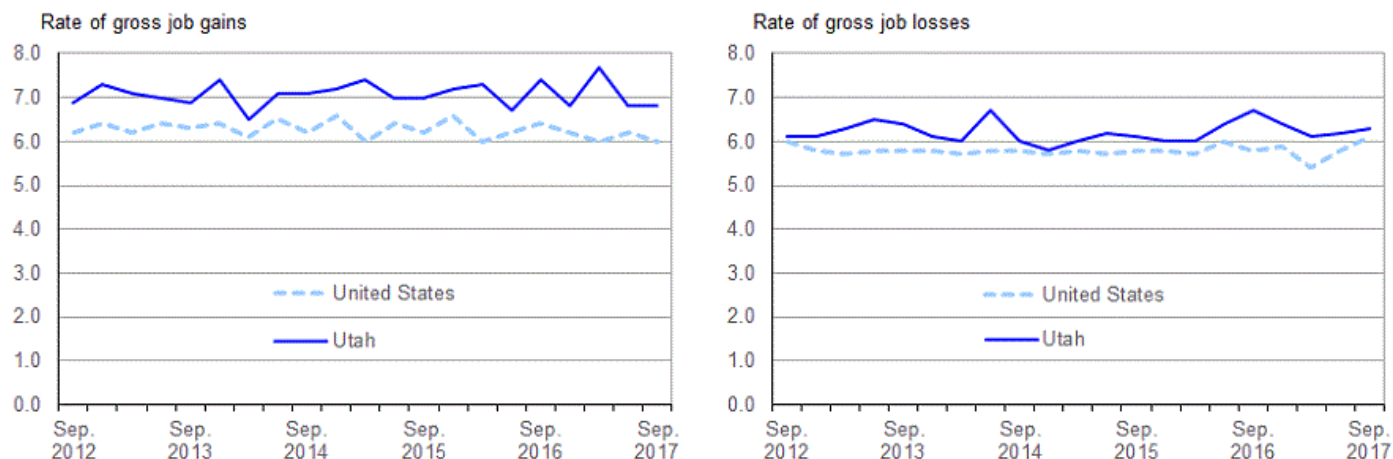 Rate of gross job gains
8.0
7.0
6.0
5.0
4.0
3.0
2.0
1.0
0.0
United States
Utah
Sep. Sep. Sep. Sep. Sep. Sep.
2012 2013 2014 2015 2016 2017
Rate of gross job losses
8.0
7.0
6.0
5.0
4.0
3.0
2.0
1.0
0.0
United States
Utah
Sep. Sep. Sep. Sep. Sep. Sep.
2012 2013 2014 2015 2016 2017